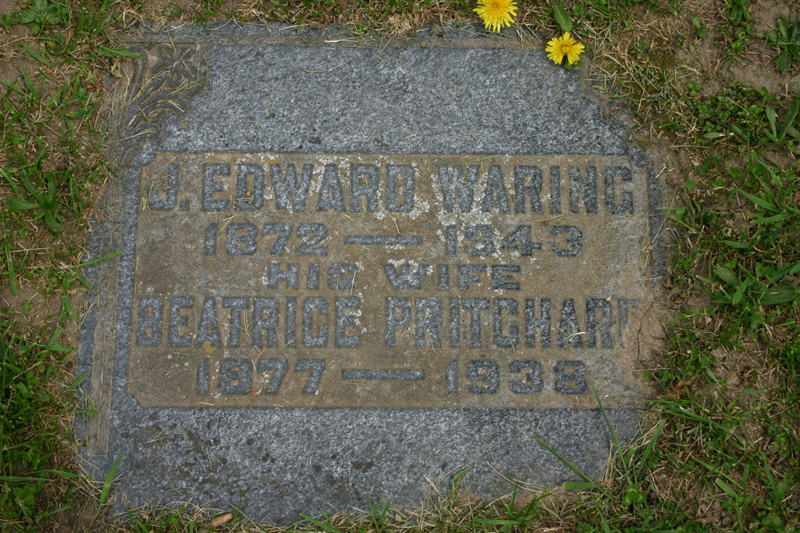 J. EDWARD WARING
1872 — 1943
HIS WIFE
BEATRICE PRITCHARD
1877 — 1938